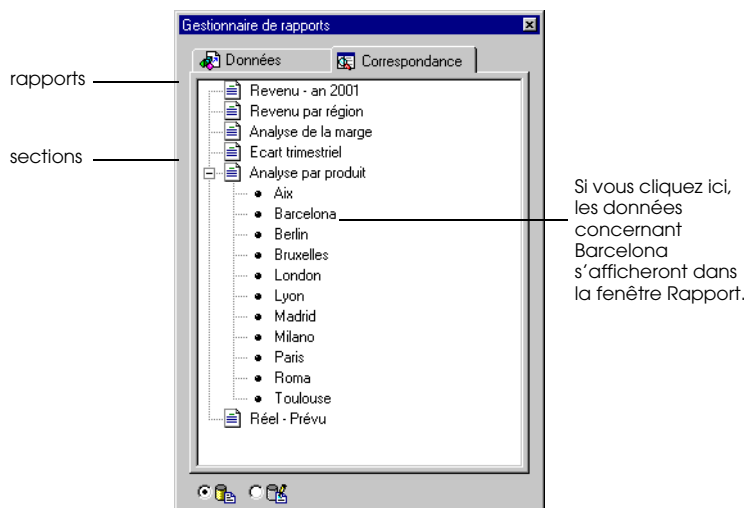 Gestionnaire de rapports
Données
Correspondance
rapports
Revenu - an 2001
Revenu par région
Analyse de la marge
sections
Ecart trimestriel
Analyse par produit
Aix
Barcelona
Berlin
Bruxelles
London
Lyon
Madrid
Milano
Paris
Roma
Toulouse
Réel - Prévu
Si vous cliquez ici,
les données
concernant
Barcelona
s’afficheront dans
la fenêtre Rapport.